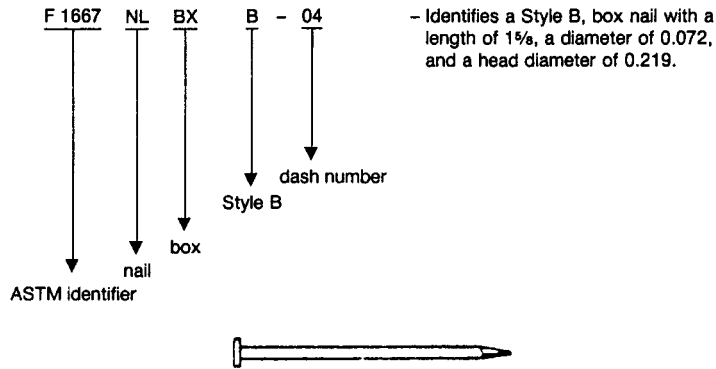 F 1667 NL BX B – 04
– Identifies a Style B, box nail with a
length of 1⅝, a diameter of 0.072,
and a head diameter of 0.219.
dash number
Style B
box
nail
ASTM identifier